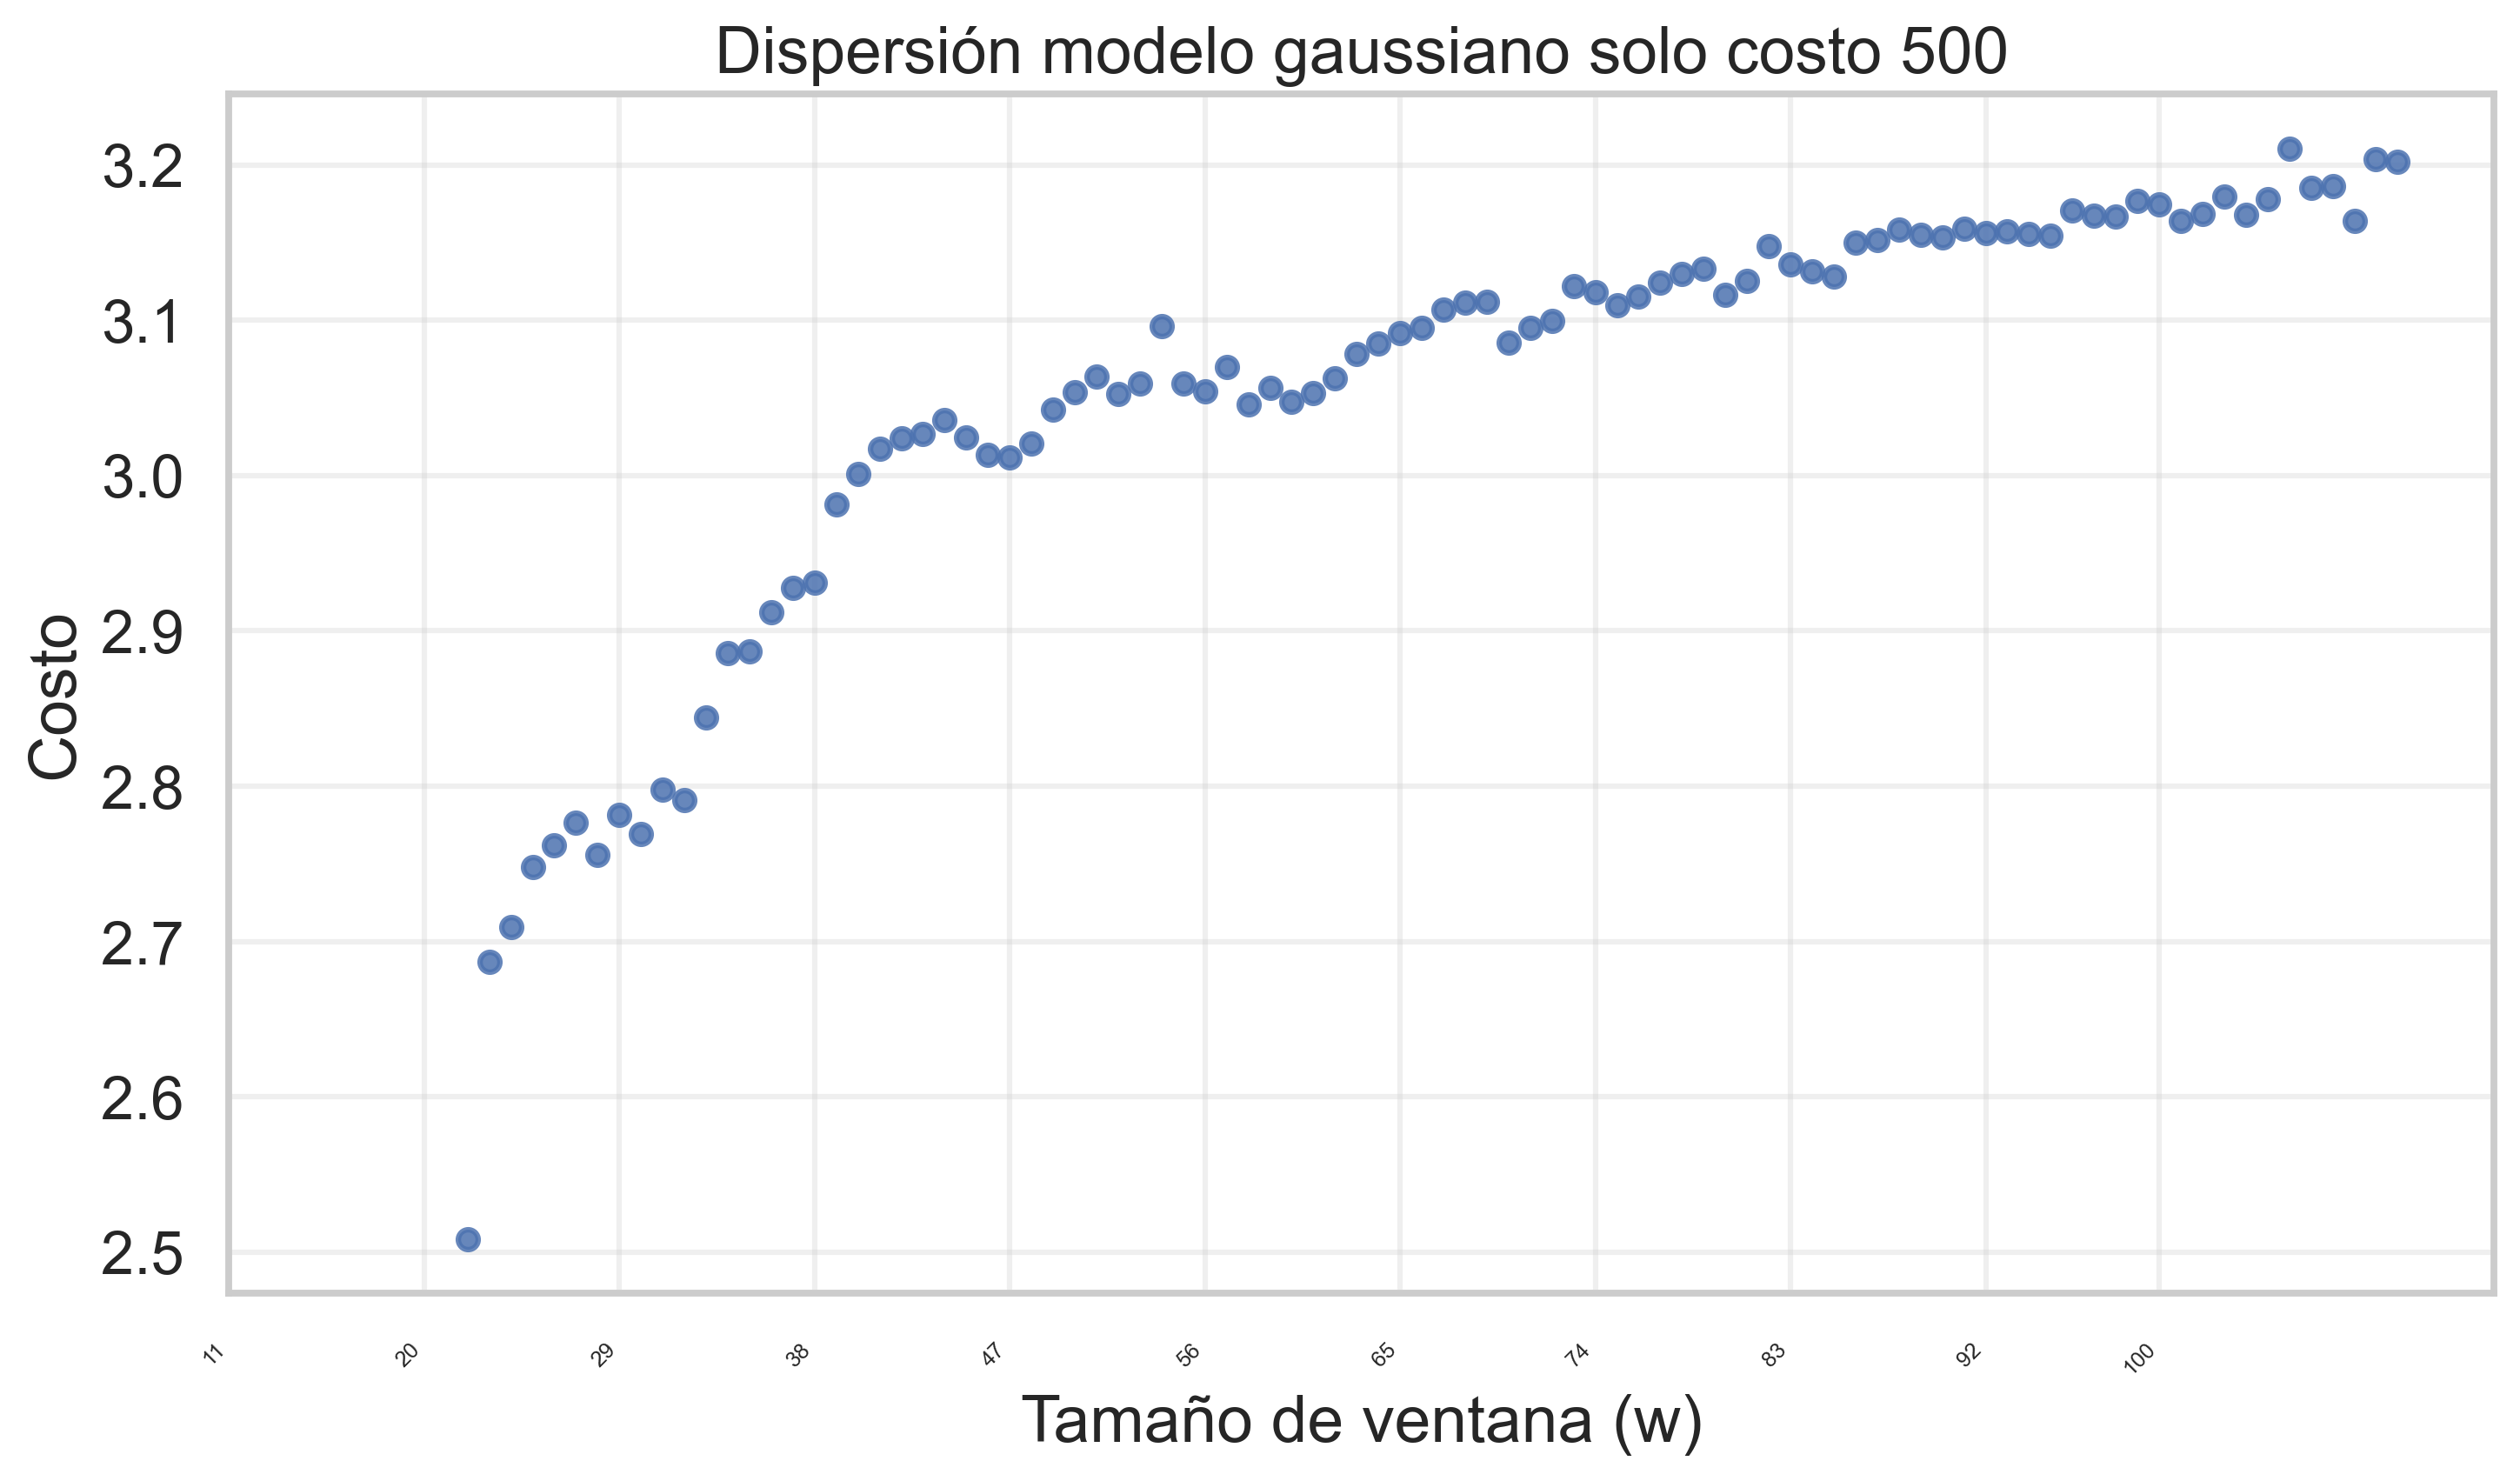 Dispersión modelo gaussiano solo costo 500
3.2
3.1
3.0
2.9
2.8
2.7
2.6
2.5
Costo
11 20 29 38 47 56 65 74 83 92 100
Tamaño de ventana (w)